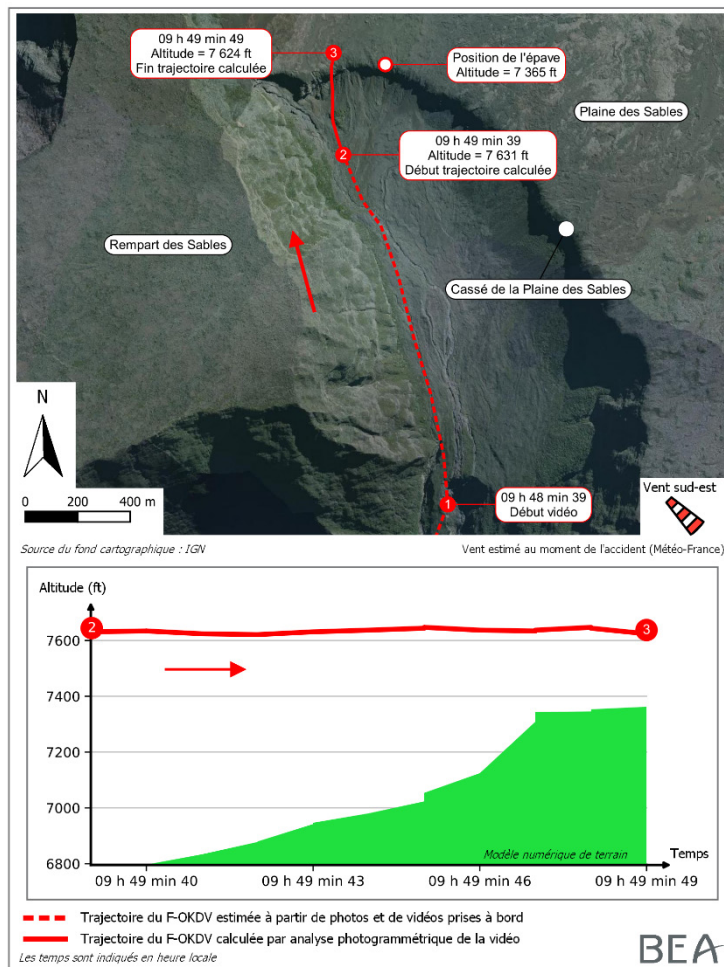 09 h 49 min 49
Altitude = 7 624 ft
Fin trajectoire calculée
3
Position de l'épave
Altitude = 7 365 ft
Plaine des Sables
2
09 h 49 min 39
Altitude = 7 631 ft
Début trajectoire calculée
Rempart des Sables
Cassé de la Plaine des Sables
N
0 200 400 m
1
09 h 48 min 39
Début vidéo
Vent sud-est
Source du fond cartographique : IGN
Vent estimé au moment de l'accident (Météo-France)
Altitude (ft)
2
3
7600
7400
7200
7000
6800
Modèle numérique de terrain
Temps
09 h 49 min 40
09 h 49 min 43
09 h 49 min 46
09 h 49 min 49
Trajectoire du F-OKDV estimée à partir de photos et de vidéos prises à bord
Trajectoire du F-OKDV calculée par analyse photogrammétrique de la vidéo
Les temps sont indiqués en heure locale
BEA